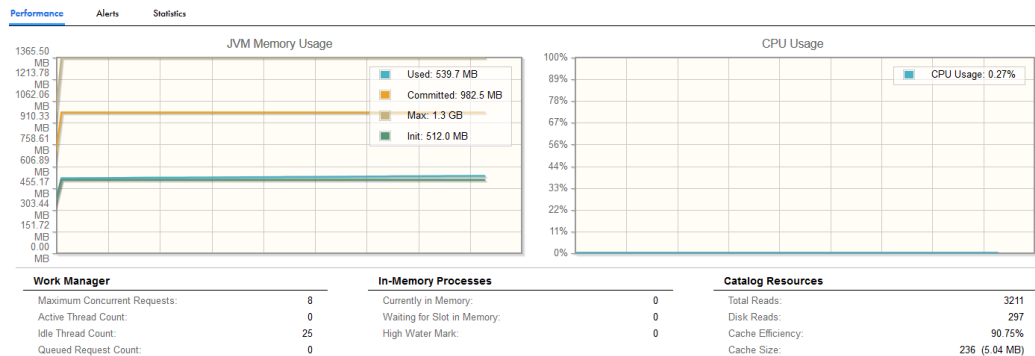 Performance Alerts Statistics
JVM Memory Usage
1365.50
MB
1213.78
MB
1062.06
MB
910.33
MB
758.61
MB
606.89
MB
455.17
MB
303.44
MB
151.72
MB
0.00
MB
Used: 539.7 MB
Committed: 982.5 MB
Max: 1.3 GB
Init: 512.0 MB
CPU Usage
100%
89%
78%
67%
56%
44%
33%
22%
11%
0%
CPU Usage: 0.27%
Work Manager
Maximum Concurrent Requests: 8
Active Thread Count: 0
Idle Thread Count: 25
Queued Request Count: 0
In-Memory Processes
Currently in Memory: 0
Waiting for Slot in Memory: 0
High Water Mark: 0
Catalog Resources
Total Reads: 3211
Disk Reads: 297
Cache Efficiency: 90.75%
Cache Size: 236 (5.04 MB)